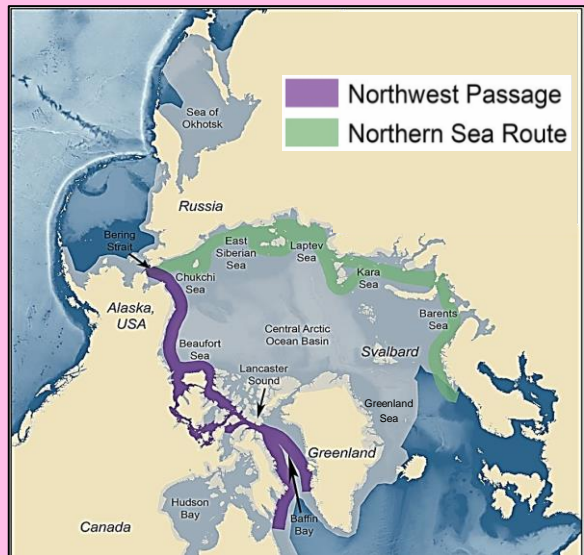 Northwest Passage
Northern Sea Route
Sea of
Okhotsk
Russia
Bering
Strait
East
Siberian
Sea
Laptev
Sea
Chukchi
Sea
Kara
Sea
Alaska,
USA
Barents
Sea
Beaufort
Sea
Central Arctic
Ocean Basin
Svalbard
Lancaster
Sound
Greenland
Sea
Greenland
Hudson
Bay
Baffin
Bay
Canada